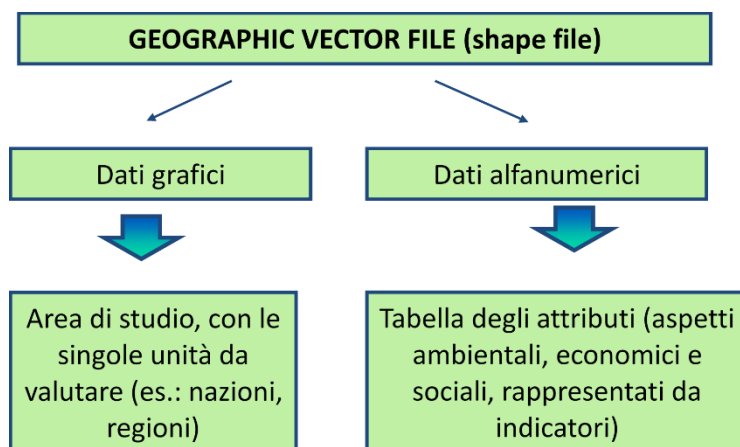 GEOGRAPHIC VECTOR FILE (shape file)
Dati grafici
Dati alfanumerici
Area di studio, con le
singole unità da
valutare (es.: nazioni,
regioni)
Tabella degli attributi (aspetti
ambientali, economici e
sociali, rappresentati da
indicatori)